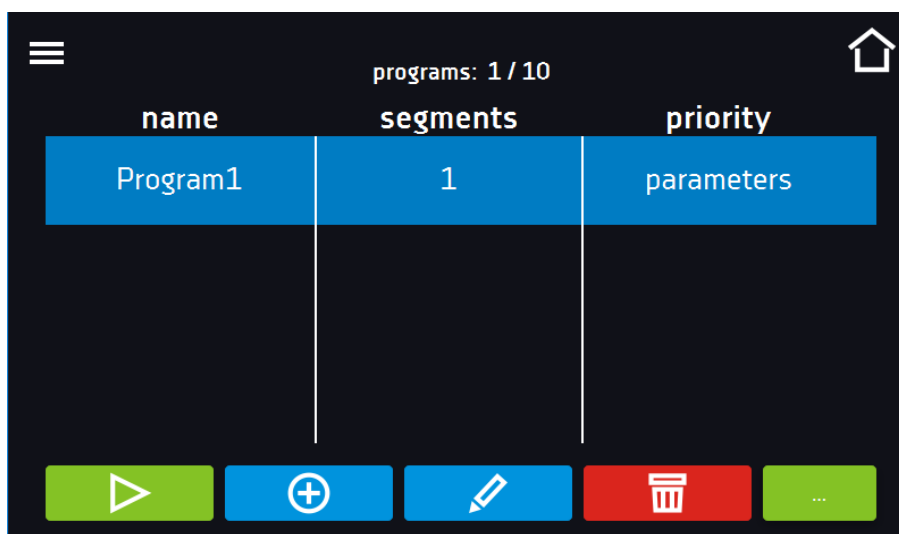 programs: 1 / 10
name segments priority
Program1 1 parameters
...